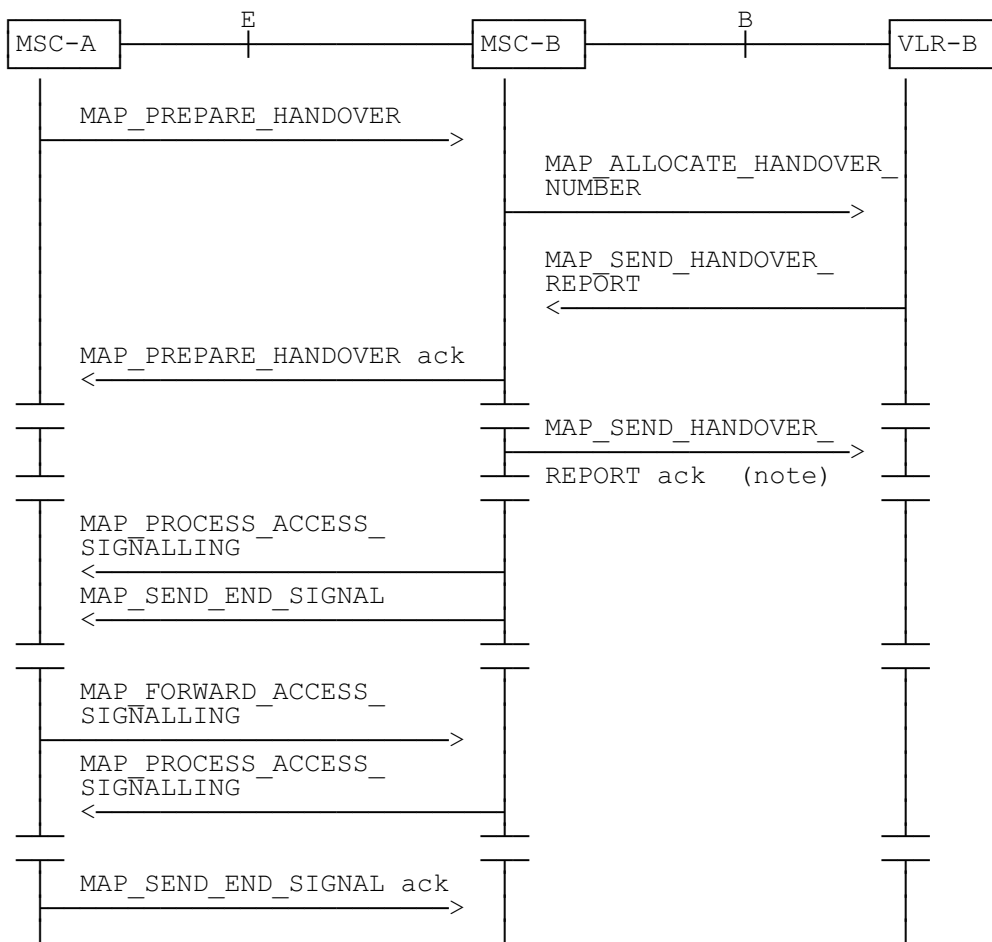 E
B
MSC-A
MSC-B
VLR-B
MAP_PREPARE_HANDOVER
MAP_ALLOCATE_HANDOVER_
NUMBER
MAP_SEND_HANDOVER_
REPORT
MAP_PREPARE_HANDOVER ack
MAP_SEND_HANDOVER_
REPORT ack (note)
MAP_PROCESS_ACCESS_
SIGNALLING
MAP_SEND_END_SIGNAL
MAP_FORWARD_ACCESS_
SIGNALLING
MAP_PROCESS_ACCESS_
SIGNALLING
MAP_SEND_END_SIGNAL ack